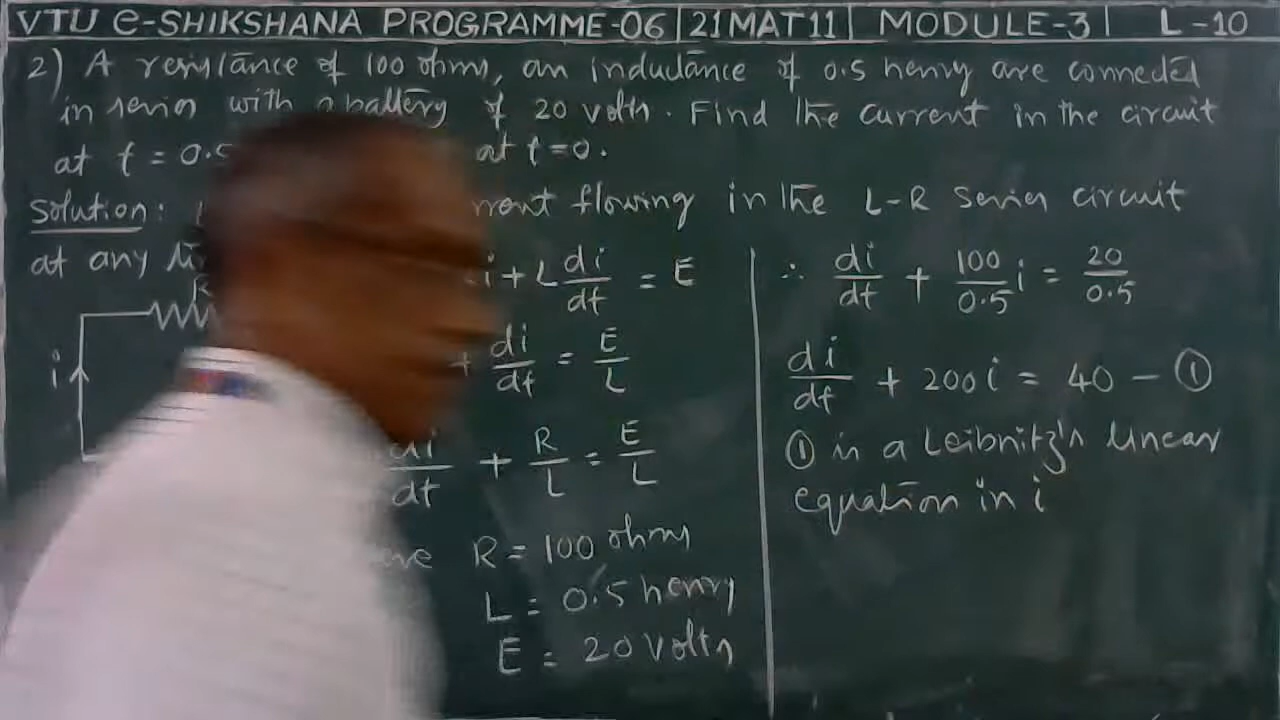 VTU e-SHIKSHANA PROGRAMME-06 | 21MAT11 | MODULE-3 | L-10
2) A resistance of 100 ohms, an inductance of 0.5 henry are connected
in series with a battery of 20 volts. Find the current in the circuit
at t = 0.5 at t=0.
Solution: current flowing in the L-R Series circuit
at any
R
i
i + L di/dt = E
+ di/dt = E/L
di/dt + R/L = E/L
R = 100 ohms
L = 0.5 henry
E = 20 volts
∴ di/dt + 100/0.5 i = 20/0.5
di/dt + 200i = 40 — ①
① is a Leibnitz's linear
equation in i